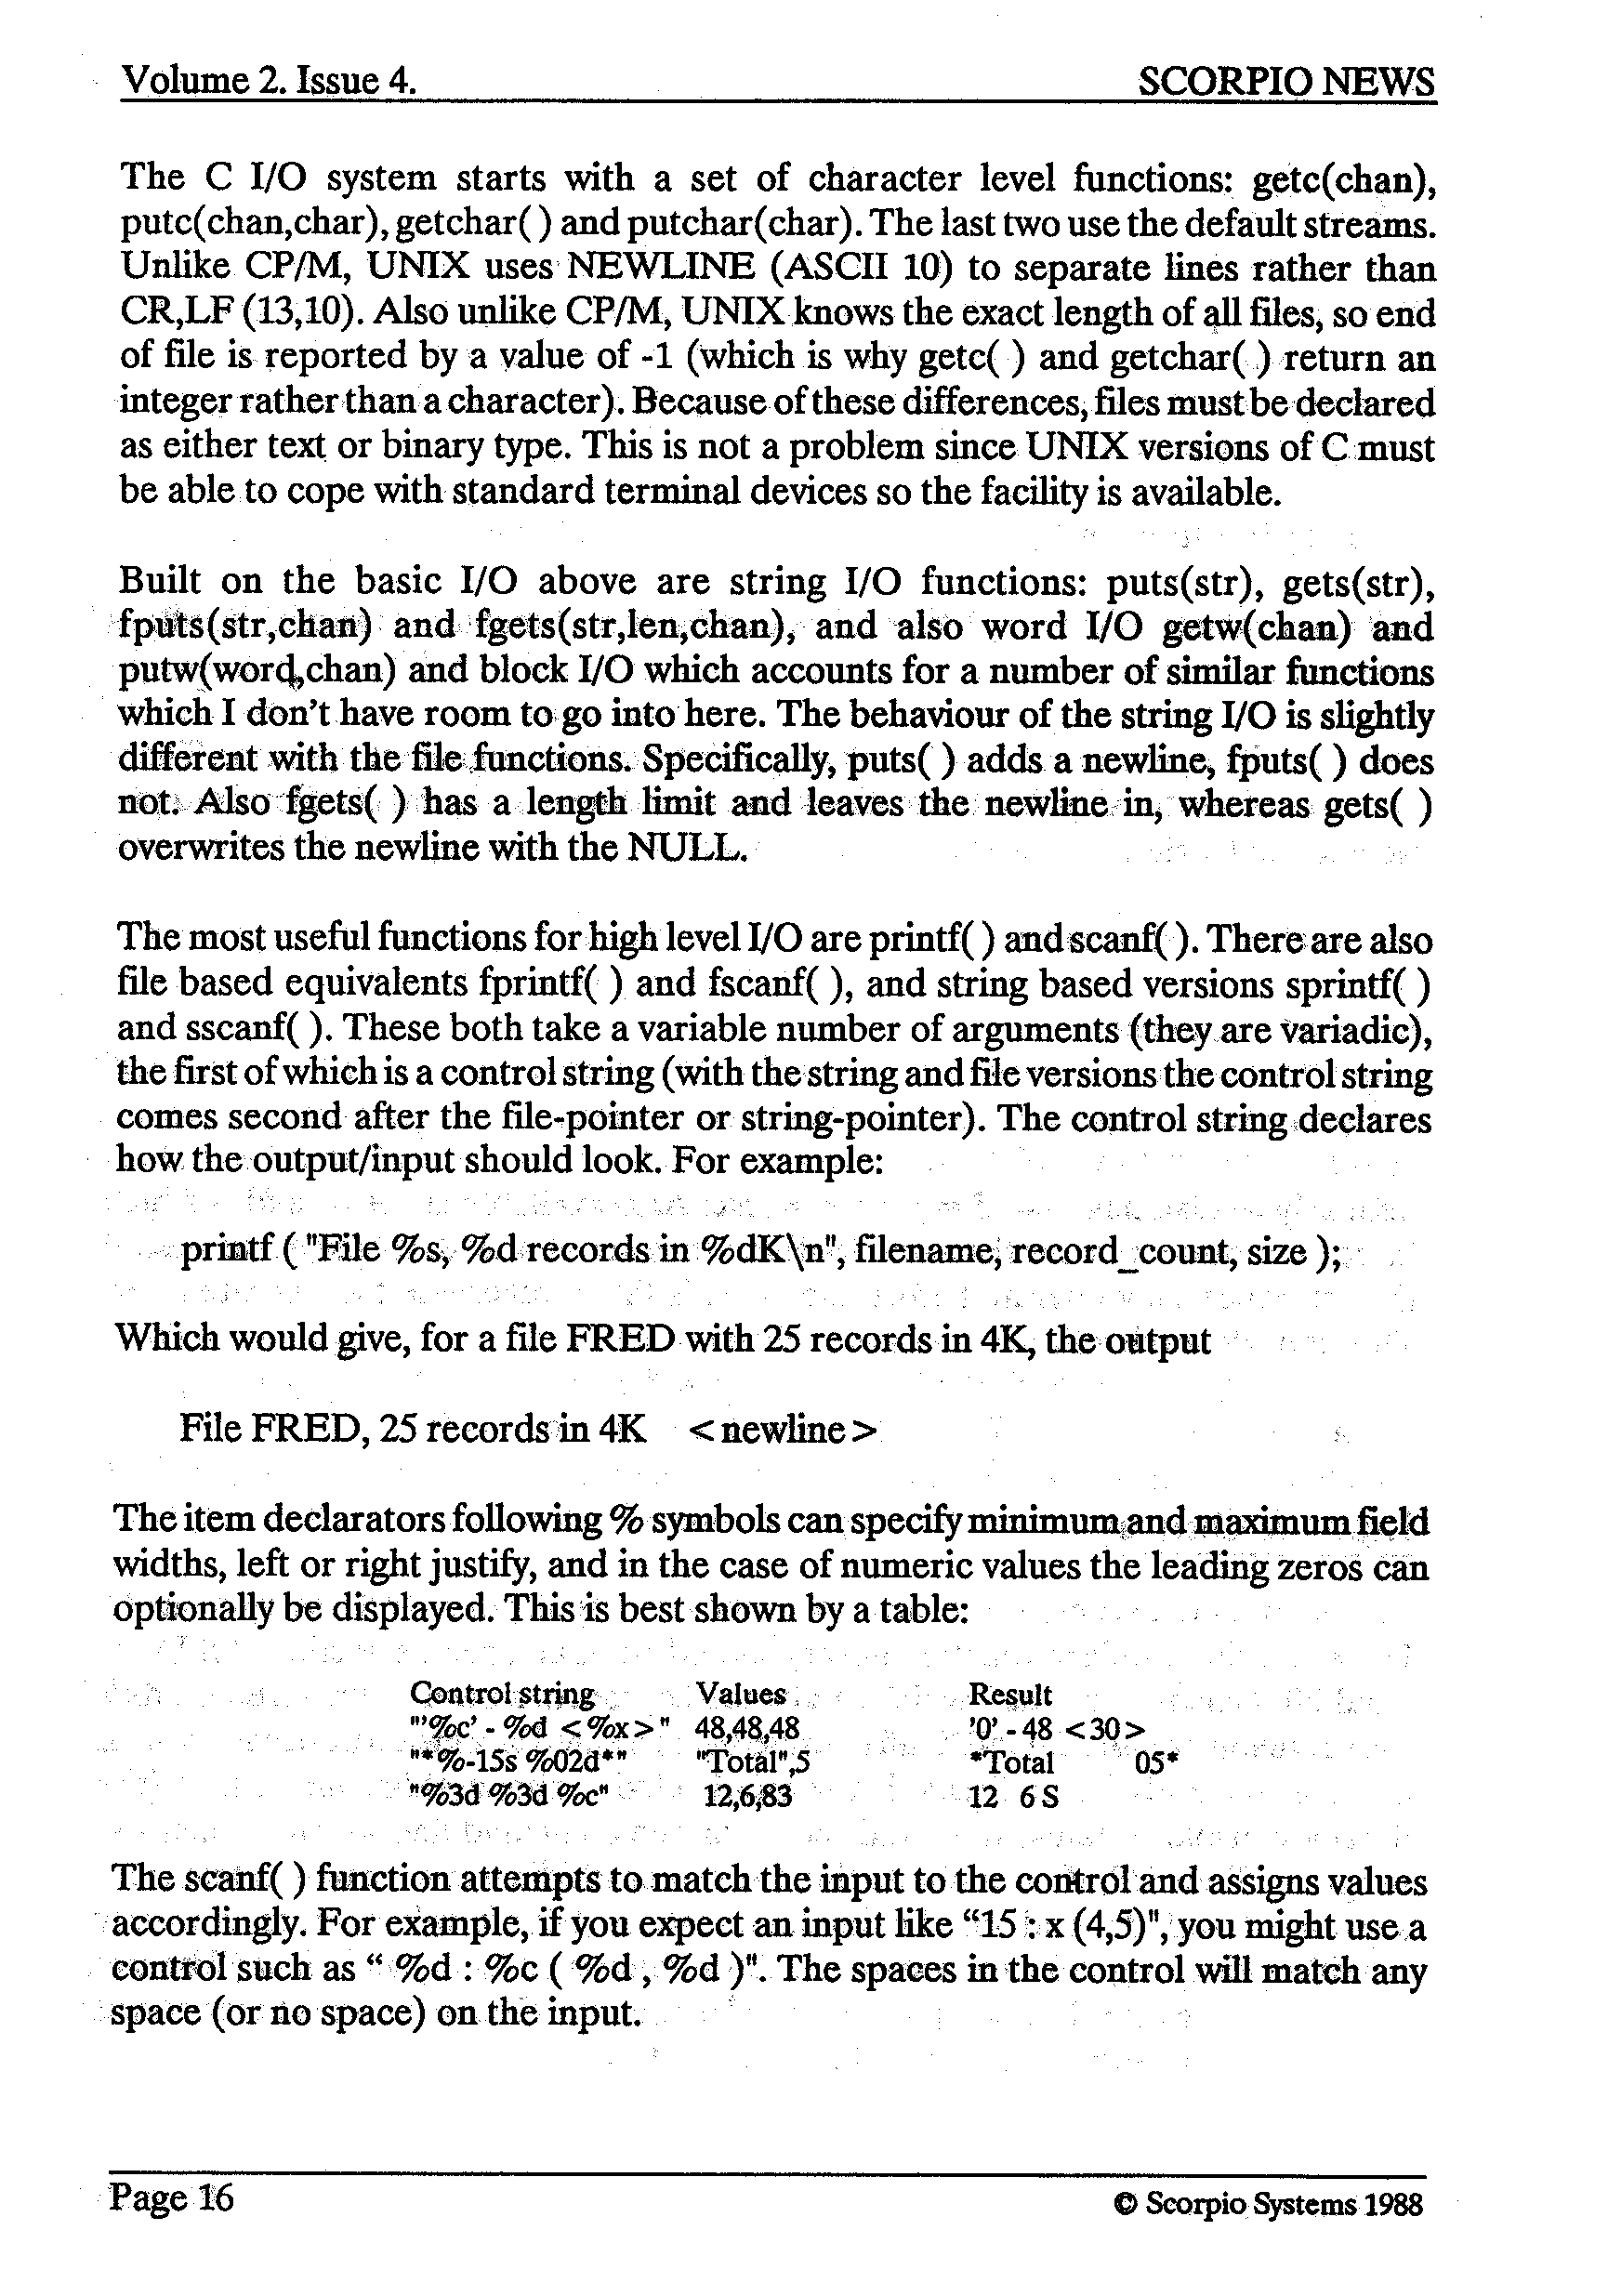 Volume 2. Issue 4. SCORPIO NEWS
The C I/O system starts with a set of character level functions: getc(chan),
putc(chan,char), getchar( ) and putchar(char). The last two use the default streams.
Unlike CP/M, UNIX uses NEWLINE (ASCII 10) to separate lines rather than
CR,LF (13,10). Also unlike CP/M, UNIX knows the exact length of all files, so end
of file is reported by a value of -1 (which is why getc( ) and getchar( ) return an
integer rather than a character). Because of these differences, files must be declared
as either text or binary type. This is not a problem since UNIX versions of C must
be able to cope with standard terminal devices so the facility is available.
Built on the basic I/O above are string I/O functions: puts(str), gets(str),
fputs(str,chan) and fgets(str,len,chan), and also word I/O getw(chan) and
putw(word,chan) and block I/O which accounts for a number of similar functions
which I don't have room to go into here. The behaviour of the string I/O is slightly
different with the file functions. Specifically, puts( ) adds a newline, fputs( ) does
not. Also fgets( ) has a length limit and leaves the newline in, whereas gets( )
overwrites the newline with the NULL.
The most useful functions for high level I/O are printf( ) and scanf( ). There are also
file based equivalents fprintf( ) and fscanf( ), and string based versions sprintf( )
and sscanf( ). These both take a variable number of arguments (they are variadic),
the first of which is a control string (with the string and file versions the control string
comes second after the file-pointer or string-pointer). The control string declares
how the output/input should look. For example:
printf ( "File %s, %d records in %dK\n", filename, record_count, size );
Which would give, for a file FRED with 25 records in 4K, the output
File FRED, 25 records in 4K <newline>
The item declarators following % symbols can specify minimum and maximum field
widths, left or right justify, and in the case of numeric values the leading zeros can
optionally be displayed. This is best shown by a table:
Control string Values Result
"'%c' - %d <%x>" 48,48,48 '0' - 48 <30>
"*%-15s %02d*" "Total",5 *Total 05*
"%3d %3d %c" 12,6,83 12 6 S
The scanf( ) function attempts to match the input to the control and assigns values
accordingly. For example, if you expect an input like “15 : x (4,5)", you might use a
control such as “ %d : %c ( %d , %d )". The spaces in the control will match any
space (or no space) on the input.
Page 16 © Scorpio Systems 1988